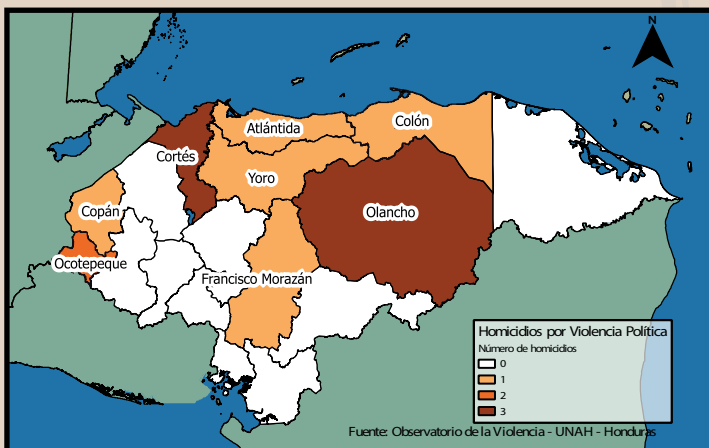 N
Atlántida
Colón
Cortés
Yoro
Copán
Olancho
Ocotepeque
Francisco Morazán
Homicidios por Violencia Política
Número de homicidios
0
1
2
3
Fuente: Observatorio de la Violencia - UNAH - Honduras